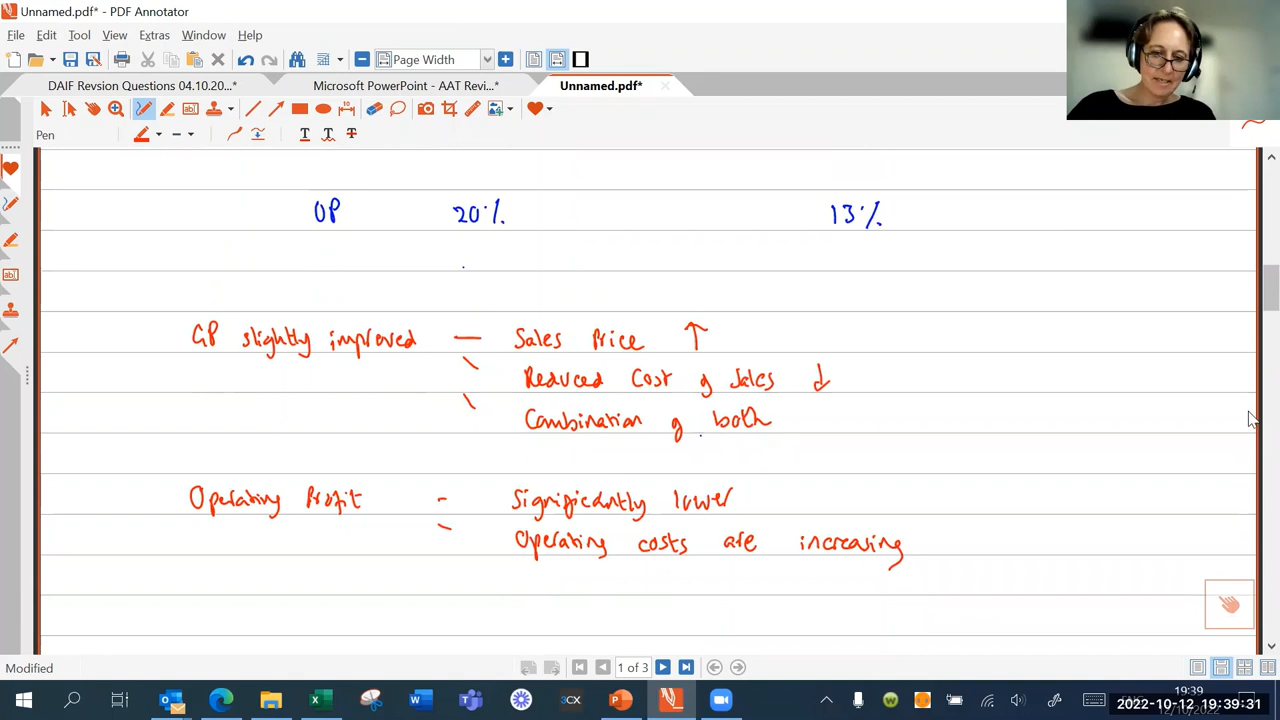 Unnamed.pdf* - PDF Annotator
File Edit Tool View Extras Window Help
Page Width
DAIF Revsion Questions 04.10.20...* Microsoft PowerPoint - AAT Revi...* Unnamed.pdf*
Pen
OP 20% 13%
GP slightly improved — Sales Price ↑
Reduced Cost of Sales ↓
Combination of both
Operating Profit - Significantly lower
Operating costs are increasing
1 of 3
Modified
19:39
2022-10-12 19:39:31